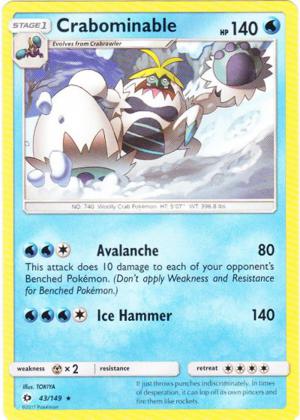 STAGE 1
Crabominable
HP 140
Evolves from Crabrawler
NO. 740 Woolly Crab Pokémon HT: 5'07" WT: 396.8 lbs
Avalanche 80
This attack does 10 damage to each of your opponent's
Benched Pokémon. (Don't apply Weakness and Resistance
for Benched Pokémon.)
Ice Hammer 140
weakness ×2 resistance retreat
illus. TOKIYA
43/149 ★
©2017 Pokémon
It just throws punches indiscriminately. In times of
desperation, it can lop off its own pincers and
fire them like rockets.